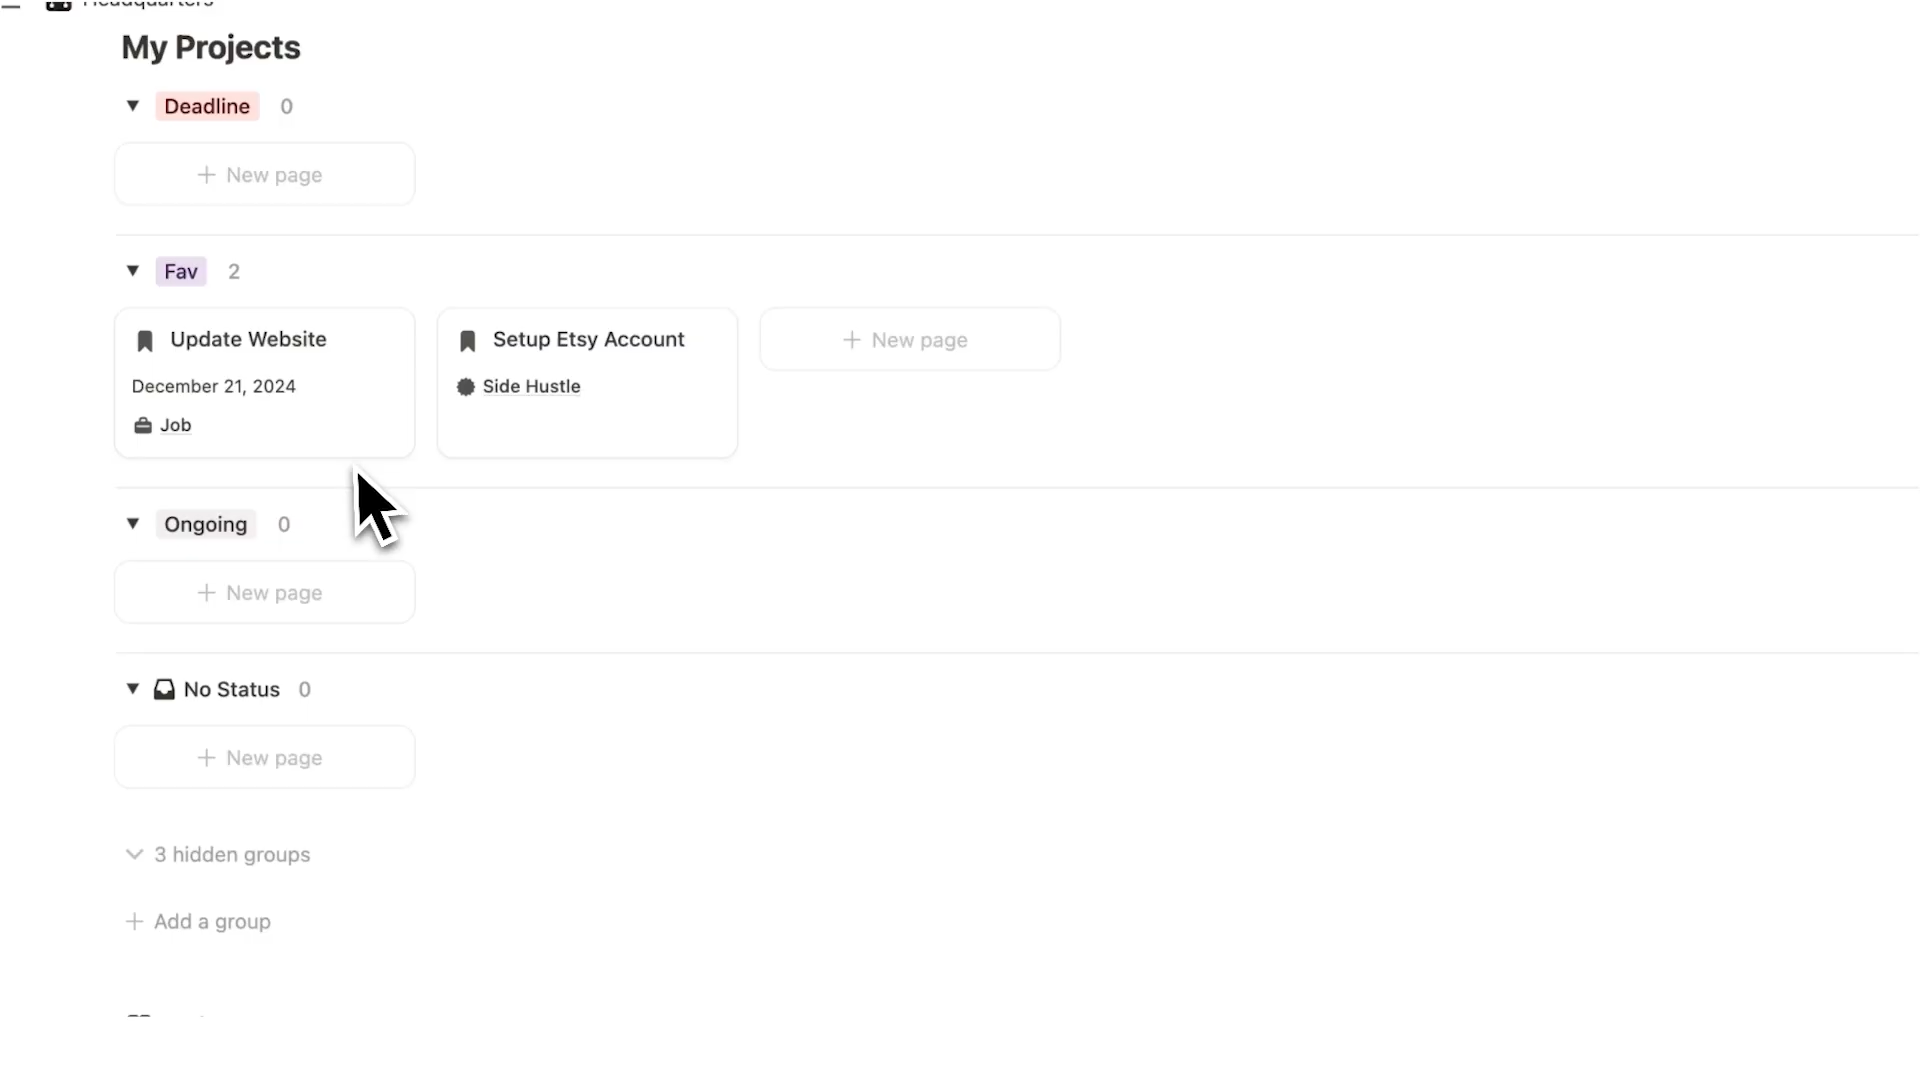 Headquarters
My Projects
Deadline 0
+ New page
Fav 2
Update Website
December 21, 2024
Job
Setup Etsy Account
Side Hustle
+ New page
Ongoing 0
+ New page
No Status 0
+ New page
3 hidden groups
+ Add a group